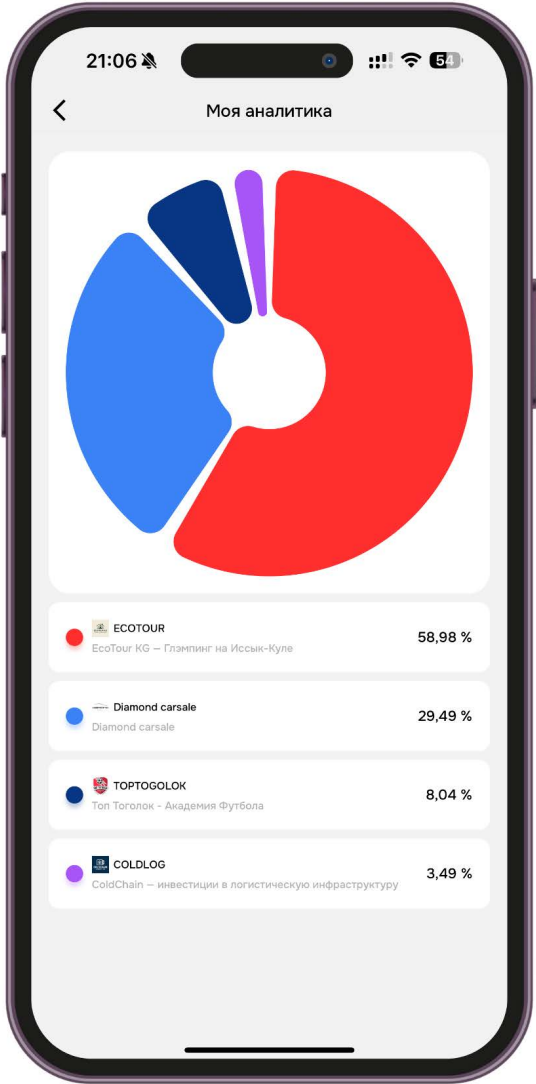 21:06
54
Моя аналитика
ECOTOUR
58,98 %
EcoTour KG — Глэмпинг на Иссык-Куле
Diamond carsale
29,49 %
Diamond carsale
TOPTOGOLOK
8,04 %
Топ Тоголок - Академия Футбола
COLDLOG
3,49 %
ColdChain — инвестиции в логистическую инфраструктуру